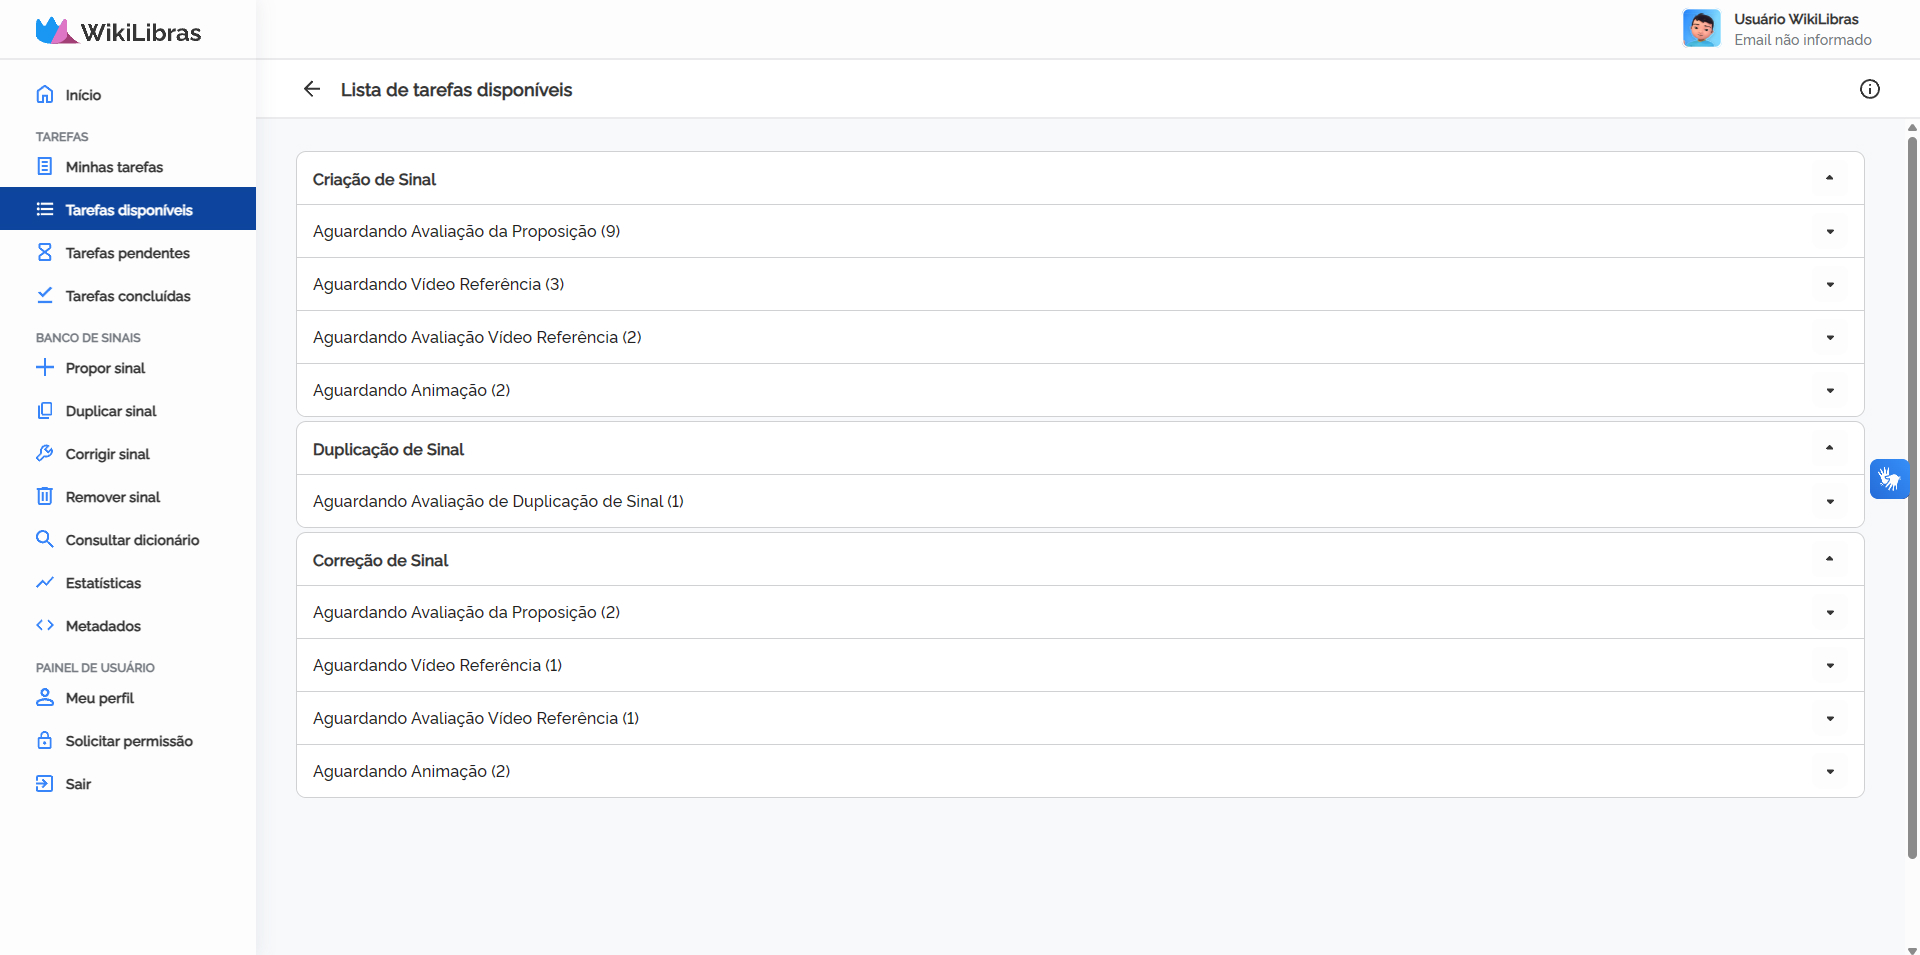 WikiLibras
Usuário WikiLibras
Email não informado
Início
TAREFAS
Minhas tarefas
Tarefas disponíveis
Tarefas pendentes
Tarefas concluídas
BANCO DE SINAIS
Propor sinal
Duplicar sinal
Corrigir sinal
Remover sinal
Consultar dicionário
Estatísticas
Metadados
PAINEL DE USUÁRIO
Meu perfil
Solicitar permissão
Sair
Lista de tarefas disponíveis
Criação de Sinal
Aguardando Avaliação da Proposição (9)
Aguardando Vídeo Referência (3)
Aguardando Avaliação Vídeo Referência (2)
Aguardando Animação (2)
Duplicação de Sinal
Aguardando Avaliação de Duplicação de Sinal (1)
Correção de Sinal
Aguardando Avaliação da Proposição (2)
Aguardando Vídeo Referência (1)
Aguardando Avaliação Vídeo Referência (1)
Aguardando Animação (2)